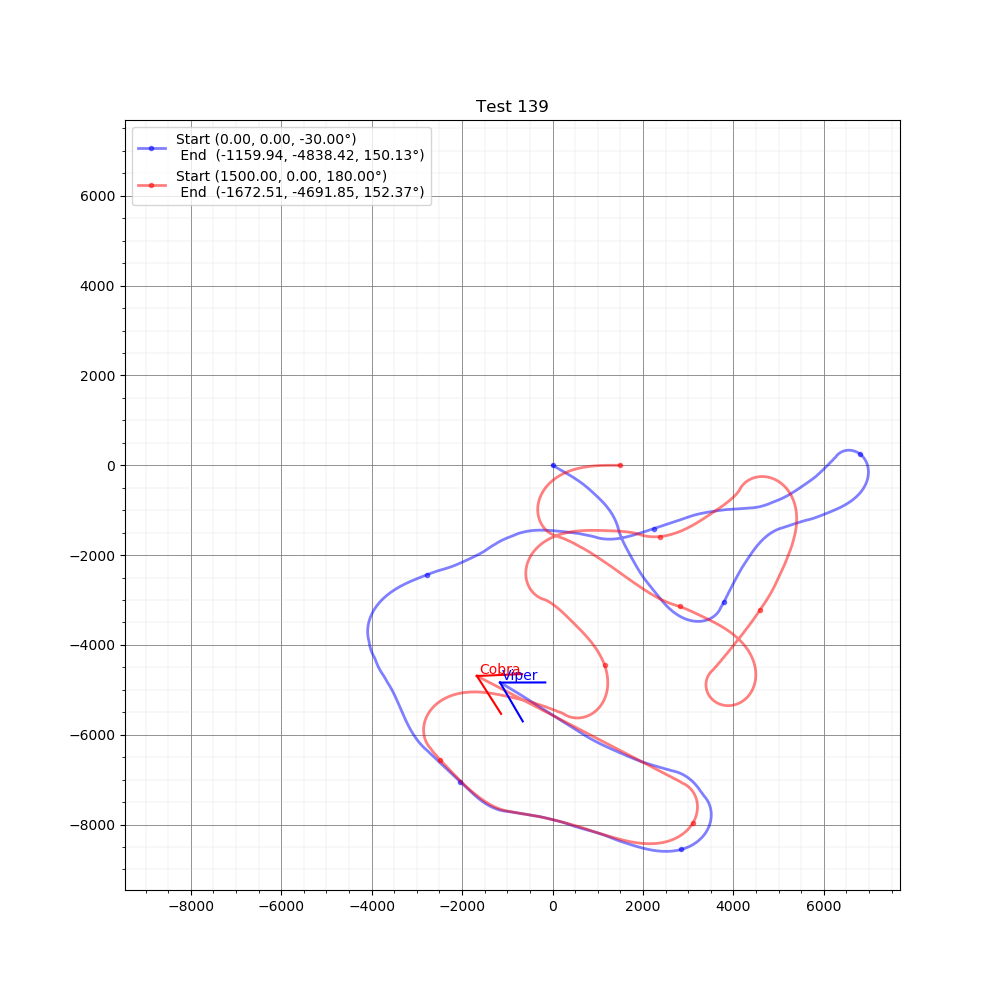 Test 139
Start (0.00, 0.00, -30.00°)
End  (-1159.94, -4838.42, 150.13°)
Start (1500.00, 0.00, 180.00°)
End  (-1672.51, -4691.85, 152.37°)
6000
4000
2000
0
−2000
−4000
−6000
−8000
Cobra
Viper
−8000 −6000 −4000 −2000 0 2000 4000 6000